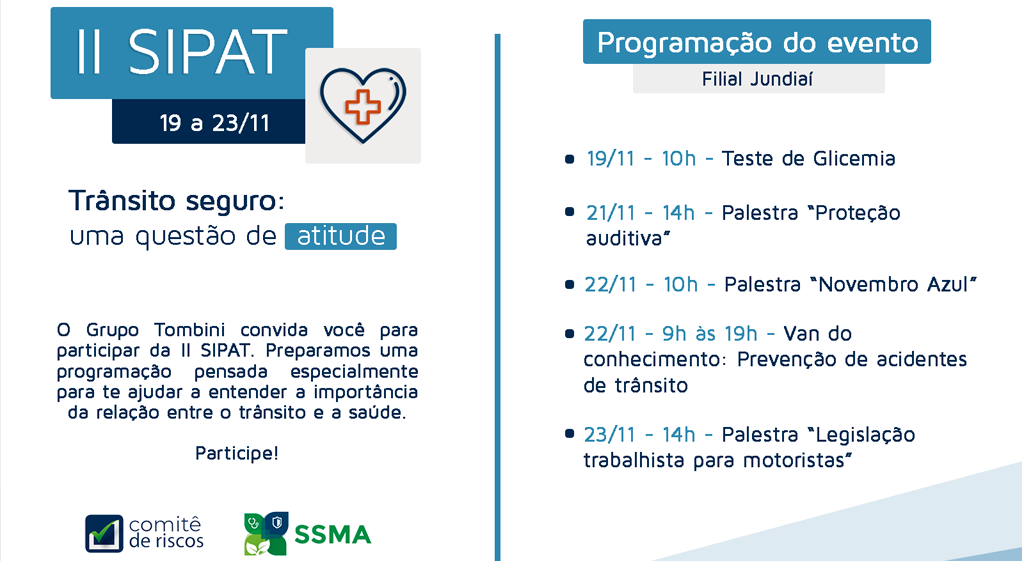 II SIPAT
19 a 23/11
Trânsito seguro:
uma questão de atitude
O Grupo Tombini convida você para
participar da II SIPAT. Preparamos uma
programação pensada especialmente
para te ajudar a entender a importância
da relação entre o trânsito e a saúde.
Participe!
comitê
de riscos
SSMA
Programação do evento
Filial Jundiaí
• 19/11 - 10h - Teste de Glicemia
• 21/11 - 14h - Palestra “Proteção
auditiva”
• 22/11 - 10h - Palestra “Novembro Azul”
• 22/11 - 9h às 19h - Van do
conhecimento: Prevenção de acidentes
de trânsito
• 23/11 - 14h - Palestra “Legislação
trabalhista para motoristas”